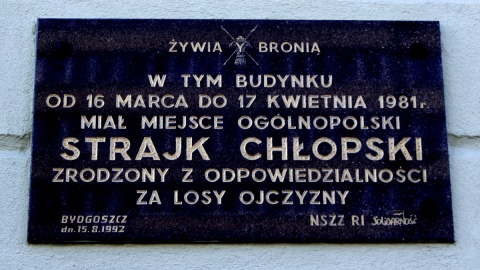 ŻYWIĄ BRONIĄ
W TYM BUDYNKU
OD 16 MARCA DO 17 KWIETNIA 1981r.
MIAŁ MIEJSCE OGÓLNOPOLSKI
STRAJK CHŁOPSKI
ZRODZONY Z ODPOWIEDZIALNOŚCI
ZA LOSY OJCZYZNY
BYDGOSZCZ NSZZ RI SOLIDARNOŚĆ
dn. 15.8.1992